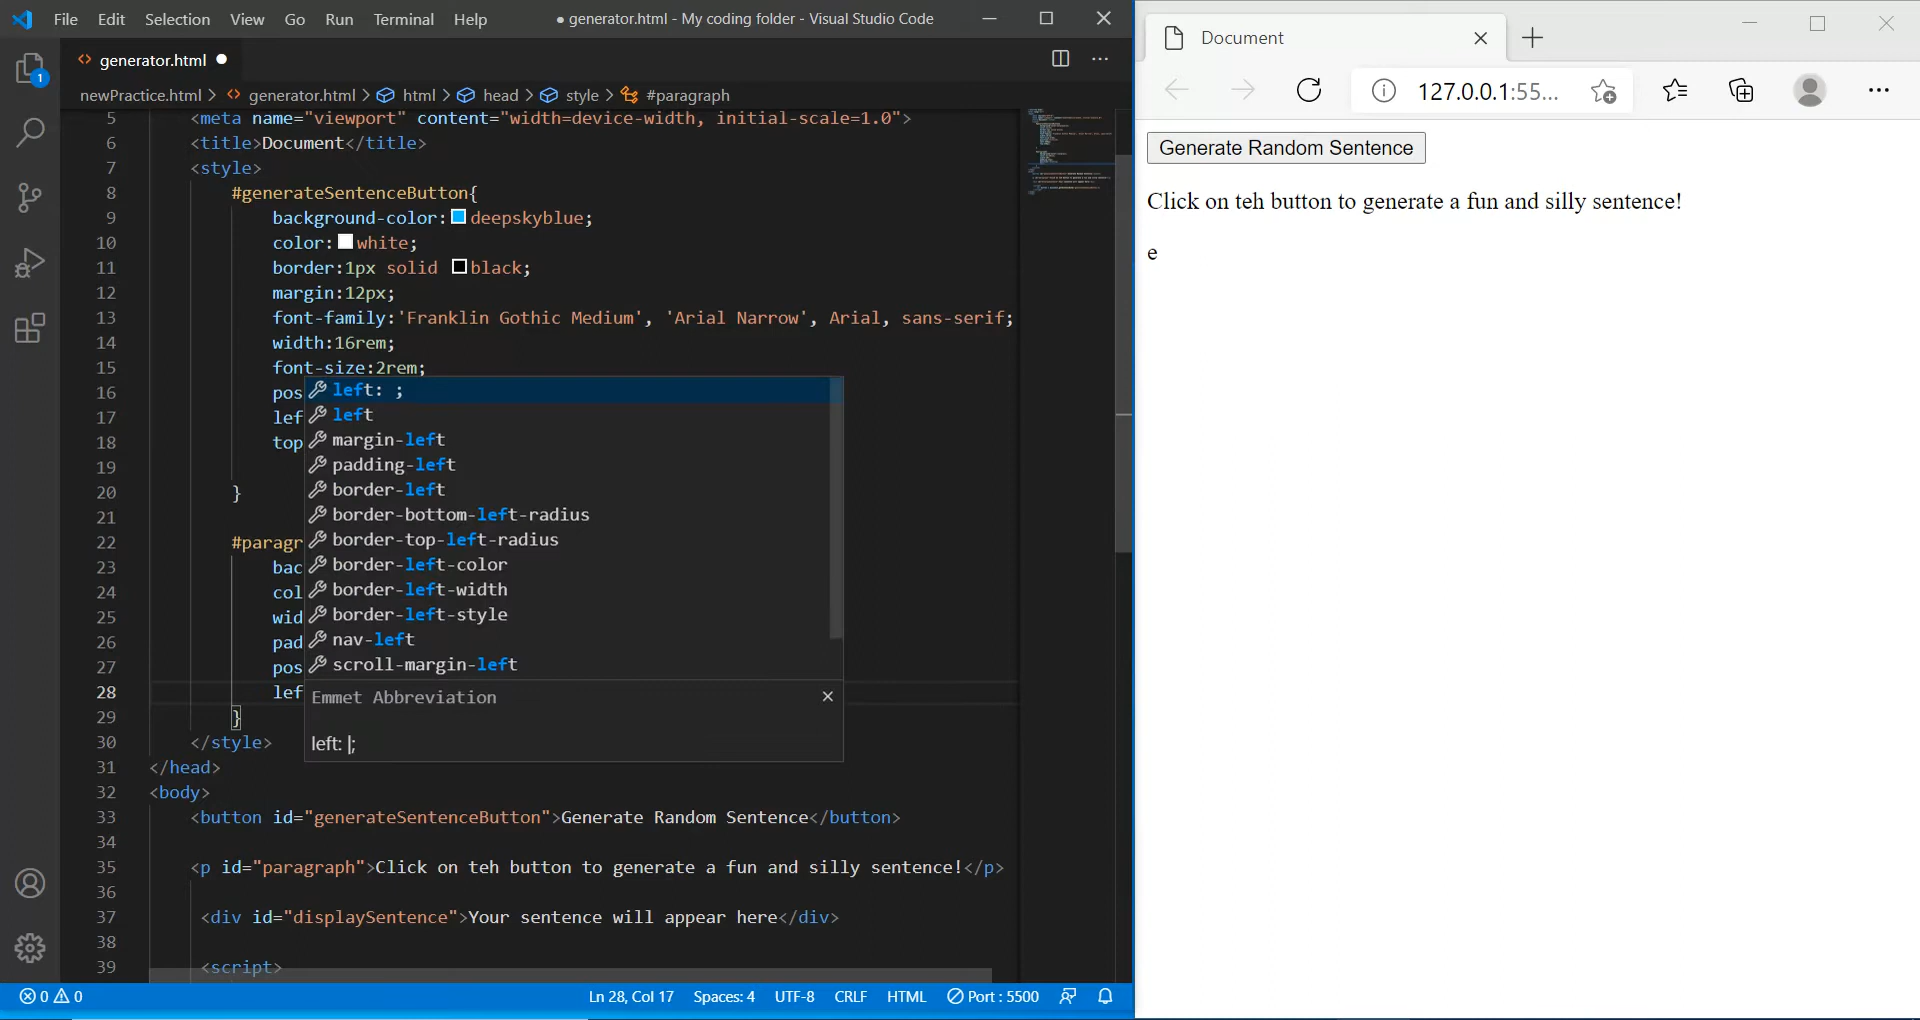 File Edit Selection View Go Run Terminal Help ● generator.html - My coding folder - Visual Studio Code
generator.html ●
newPractice.html > generator.html > html > head > style > #paragraph
5 <meta name="viewport" content="width=device-width, initial-scale=1.0">
6 <title>Document</title>
7 <style>
8 #generateSentenceButton{
9 background-color:deepskyblue;
10 color:white;
11 border:1px solid black;
12 margin:12px;
13 font-family:'Franklin Gothic Medium', 'Arial Narrow', Arial, sans-serif;
14 width:16rem;
15 font-size:2rem;
16 pos
17 lef
18 top
19
20 }
21
22 #paragr
23 bac
24 col
25 wid
26 pad
27 pos
28 lef
29 }
30 </style>
31 </head>
32 <body>
33 <button id="generateSentenceButton">Generate Random Sentence</button>
34
35 <p id="paragraph">Click on teh button to generate a fun and silly sentence!</p>
36
37 <div id="displaySentence">Your sentence will appear here</div>
38
39 <script>
left: ;
left
margin-left
padding-left
border-left
border-bottom-left-radius
border-top-left-radius
border-left-color
border-left-width
border-left-style
nav-left
scroll-margin-left
Emmet Abbreviation
left: |;
1
0 0 Ln 28, Col 17 Spaces: 4 UTF-8 CRLF HTML Port : 5500
Document
127.0.0.1:55...
Generate Random Sentence
Click on teh button to generate a fun and silly sentence!
e